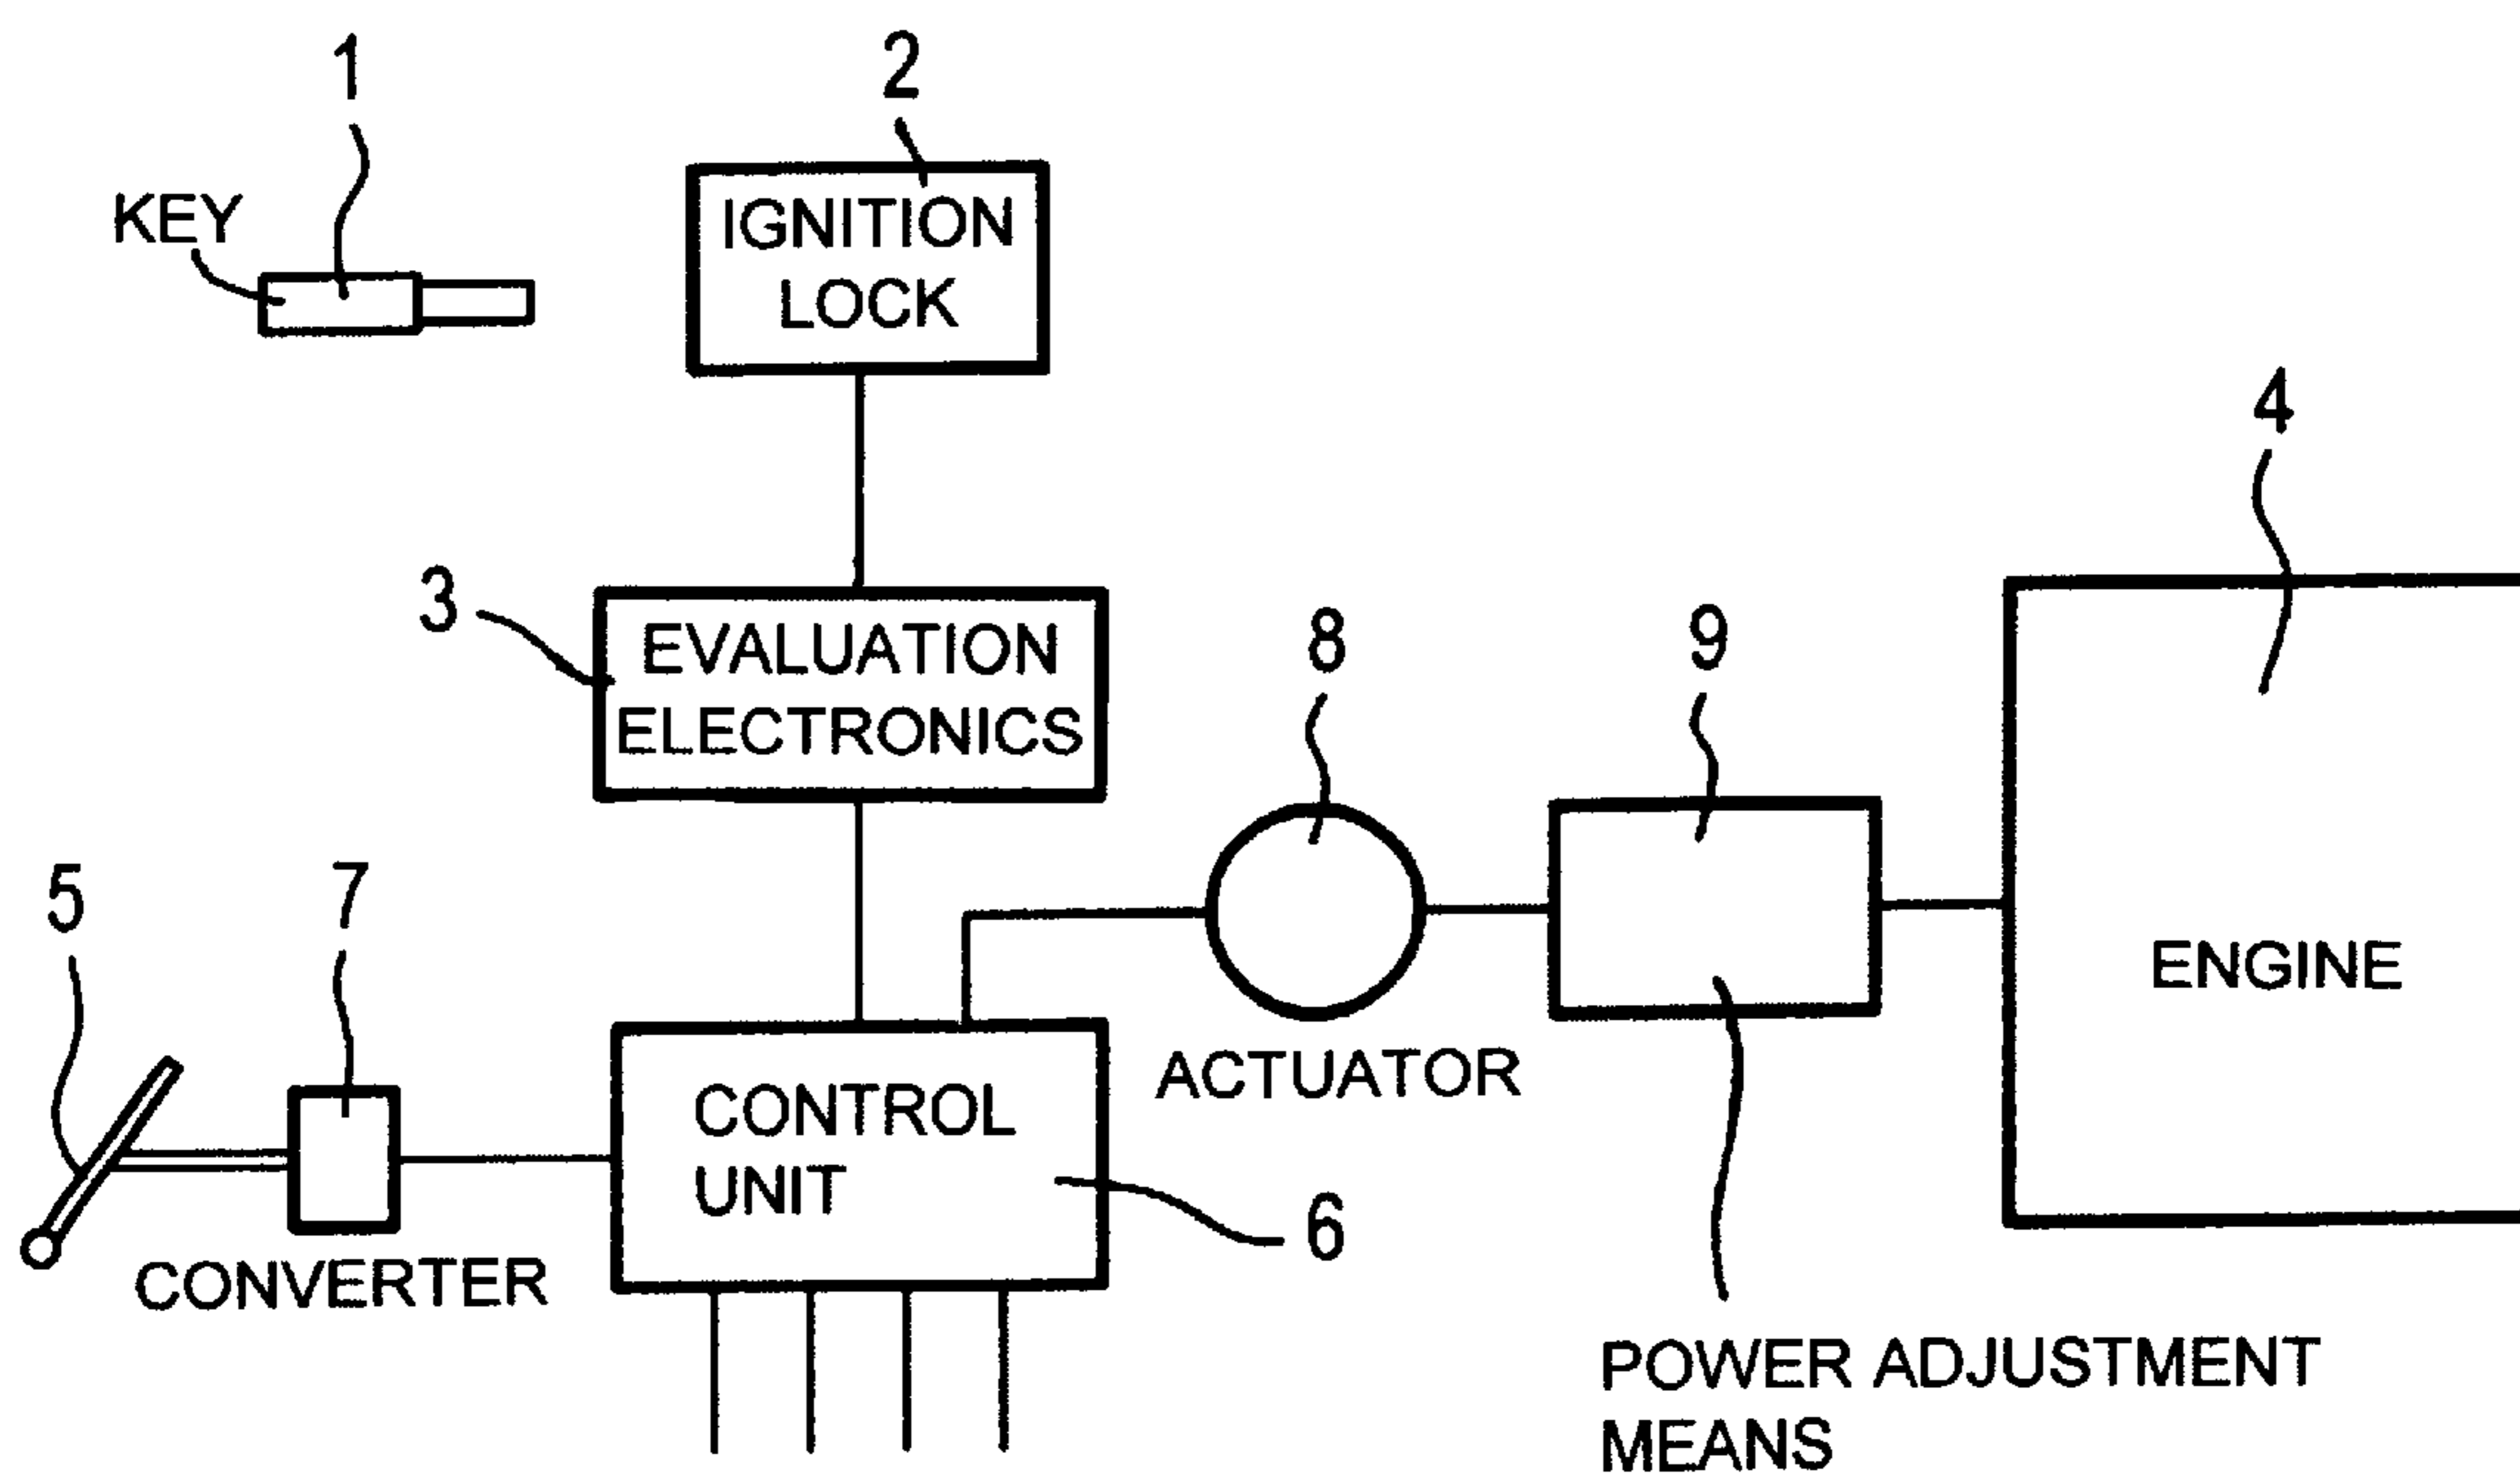 1
2
KEY
IGNITION
LOCK
4
3
EVALUATION
ELECTRONICS
8
9
5
7
ENGINE
ACTUATOR
CONTROL
UNIT
6
CONVERTER
POWER ADJUSTMENT
MEANS